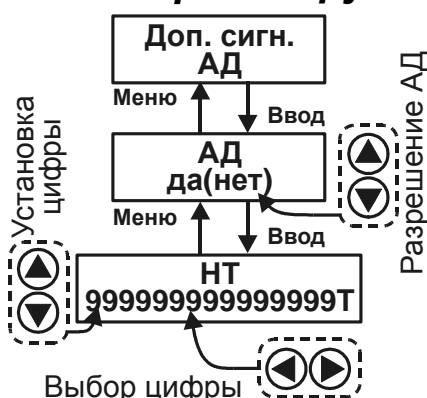 Доп. сигн.
АД
Меню
Ввод
АД
да(нет)
Меню
Ввод
НТ
999999999999999Т
Установка
цифры
Разрешение АД
Выбор цифры